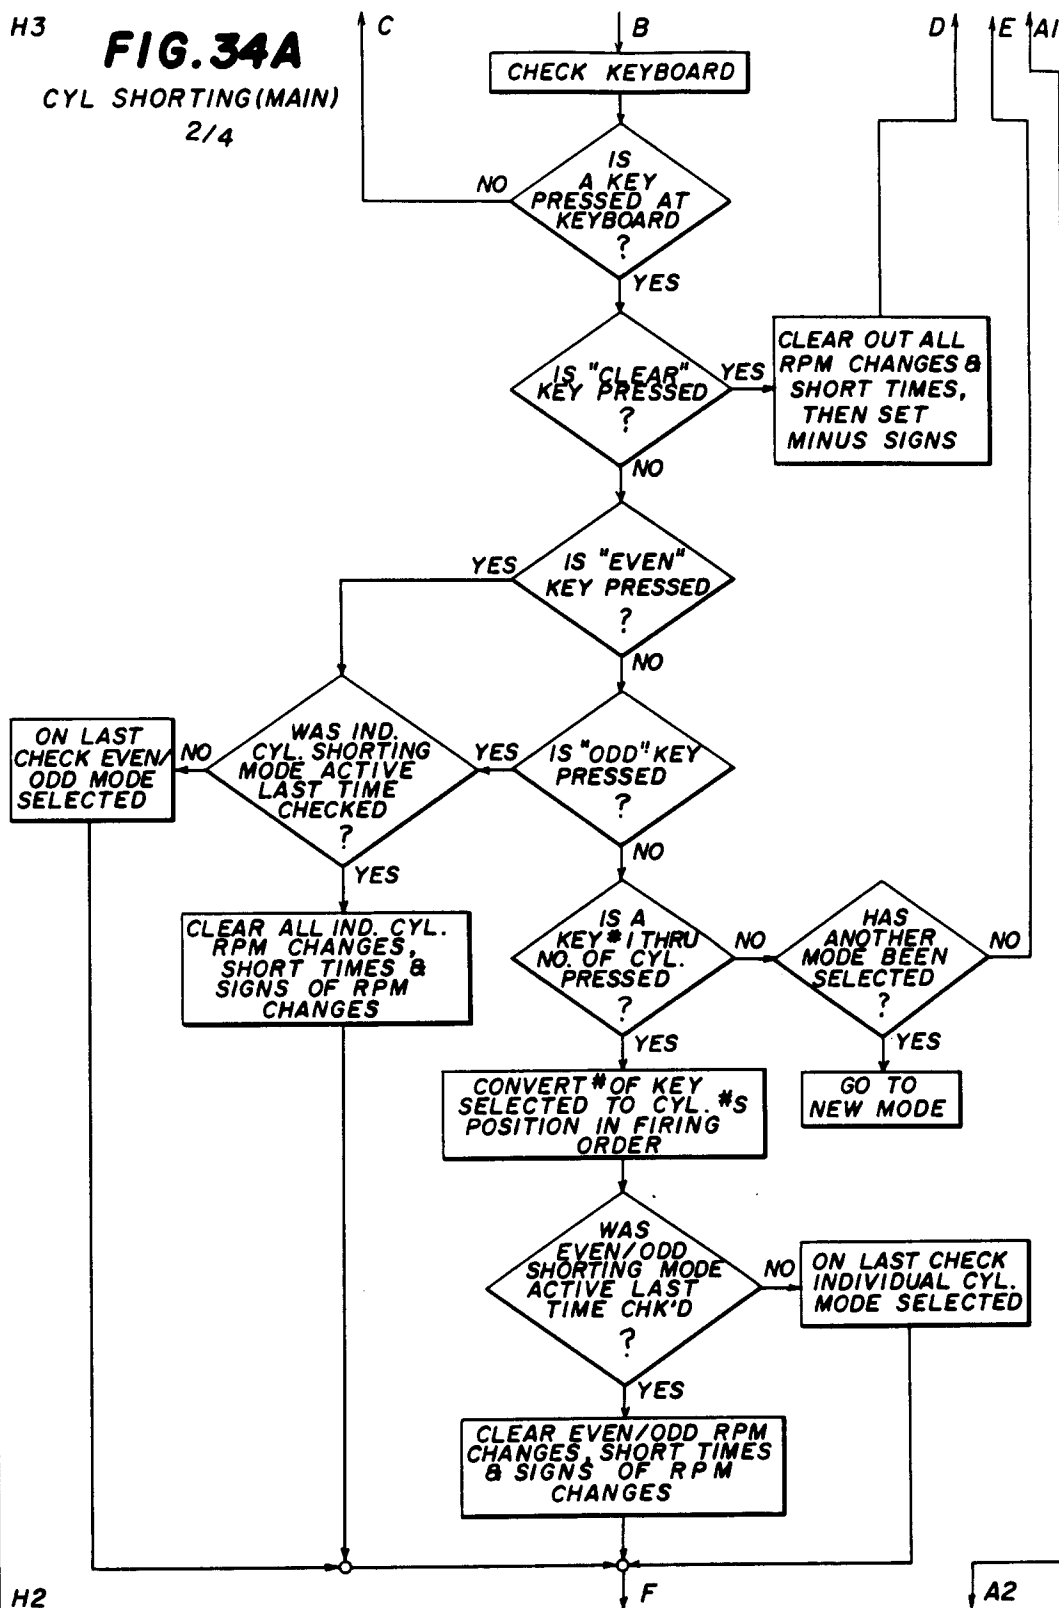 H3
FIG. 34A
CYL SHORTING (MAIN)
2/4
C
B
D
E
A1
CHECK KEYBOARD
IS
A KEY
PRESSED AT
KEYBOARD
?
NO
YES
IS "CLEAR"
KEY PRESSED
?
YES
CLEAR OUT ALL
RPM CHANGES &
SHORT TIMES,
THEN SET
MINUS SIGNS
NO
IS "EVEN"
KEY PRESSED
?
YES
NO
IS "ODD" KEY
PRESSED
?
YES
WAS IND.
CYL. SHORTING
MODE ACTIVE
LAST TIME
CHECKED
?
NO
ON LAST
CHECK EVEN/
ODD MODE
SELECTED
YES
CLEAR ALL IND. CYL.
RPM CHANGES,
SHORT TIMES &
SIGNS OF RPM
CHANGES
NO
IS A
KEY #1 THRU
NO. OF CYL.
PRESSED
?
NO
HAS
ANOTHER
MODE BEEN
SELECTED
?
NO
YES
GO TO
NEW MODE
YES
CONVERT # OF KEY
SELECTED TO CYL. #S
POSITION IN FIRING
ORDER
WAS
EVEN/ODD
SHORTING MODE
ACTIVE LAST
TIME CHK'D
?
NO
ON LAST CHECK
INDIVIDUAL CYL.
MODE SELECTED
YES
CLEAR EVEN/ODD RPM
CHANGES, SHORT TIMES
& SIGNS OF RPM
CHANGES
H2
F
A2